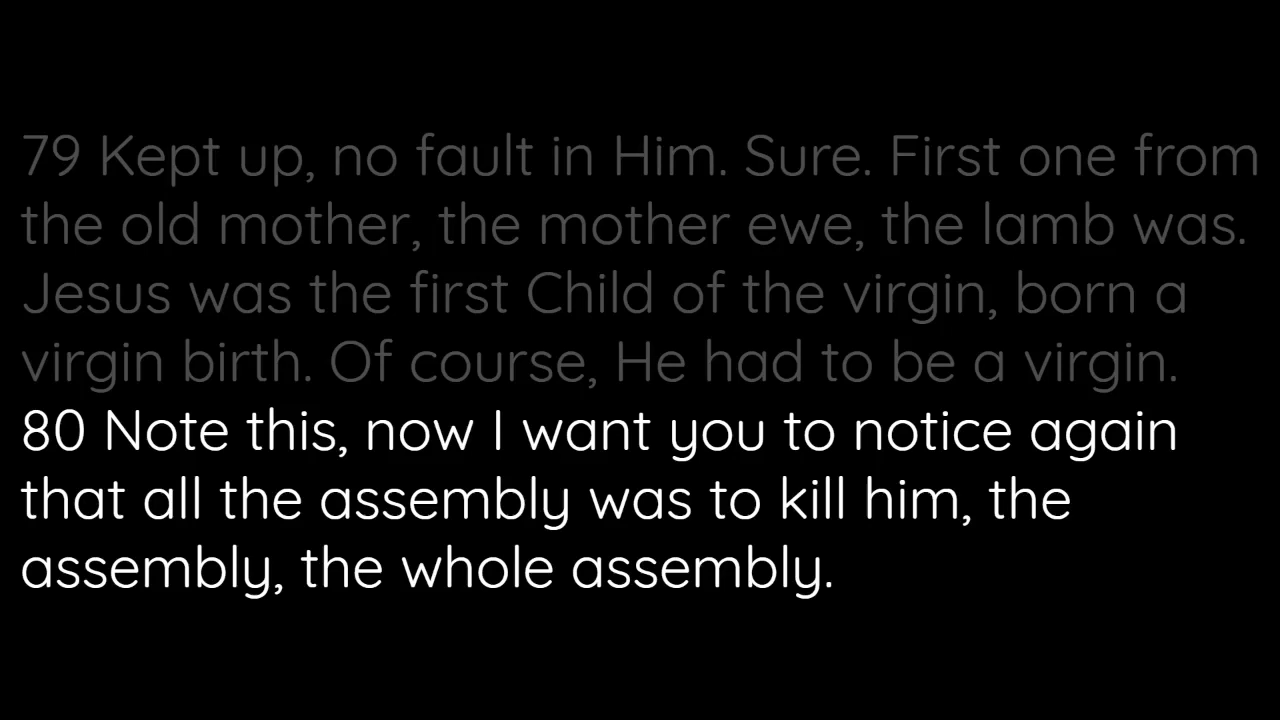 79 Kept up, no fault in Him. Sure. First one from
the old mother, the mother ewe, the lamb was.
Jesus was the first Child of the virgin, born a
virgin birth. Of course, He had to be a virgin.
80 Note this, now I want you to notice again
that all the assembly was to kill him, the
assembly, the whole assembly.